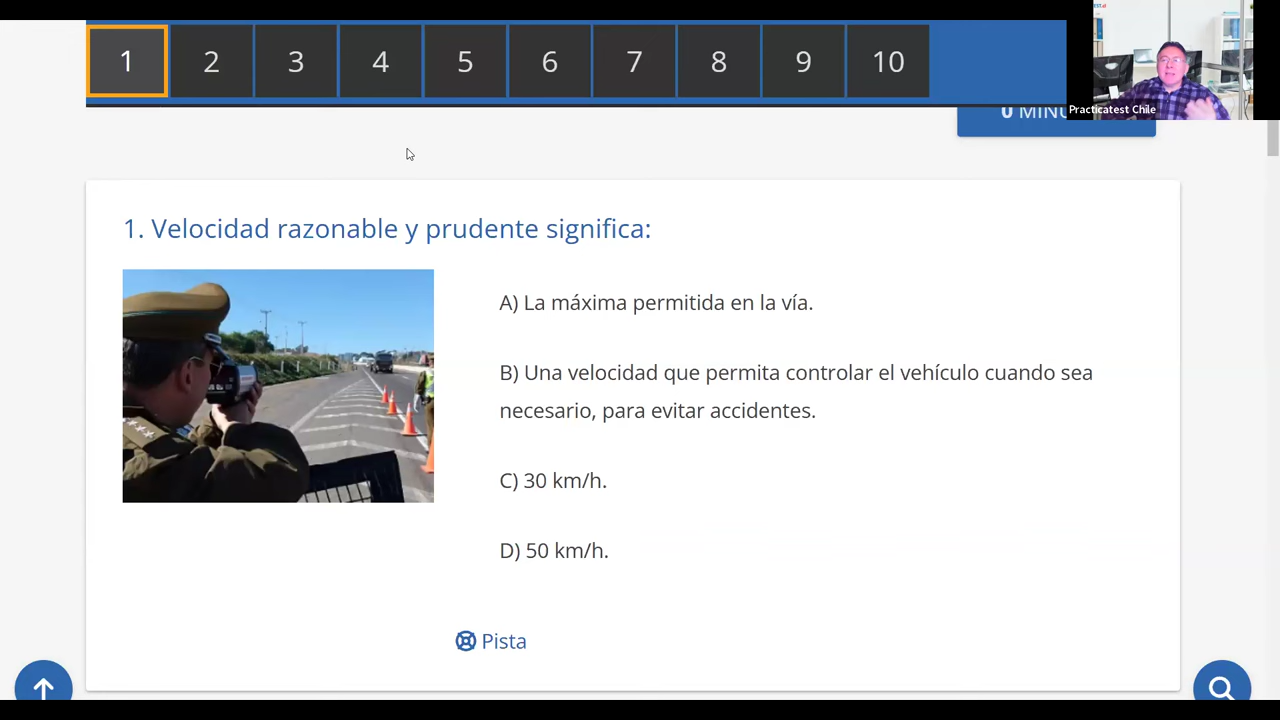 1 2 3 4 5 6 7 8 9 10
Practicatest Chile
0 MINU
1. Velocidad razonable y prudente significa:
A) La máxima permitida en la vía.
B) Una velocidad que permita controlar el vehículo cuando sea
necesario, para evitar accidentes.
C) 30 km/h.
D) 50 km/h.
Pista